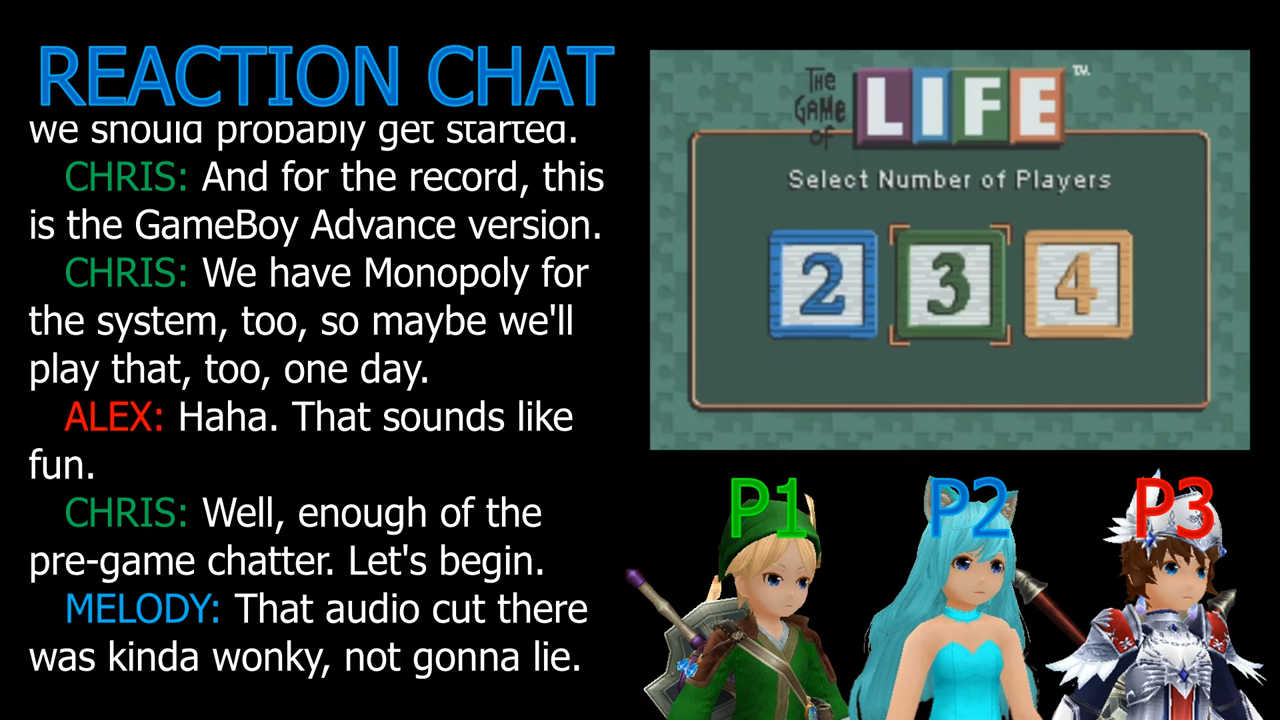 REACTION CHAT
we should probably get started.
CHRIS: And for the record, this
is the GameBoy Advance version.
CHRIS: We have Monopoly for
the system, too, so maybe we'll
play that, too, one day.
ALEX: Haha. That sounds like
fun.
CHRIS: Well, enough of the
pre-game chatter. Let's begin.
MELODY: That audio cut there
was kinda wonky, not gonna lie.
THE GAME of LIFE TM.
Select Number of Players
2 3 4
P1 P2 P3